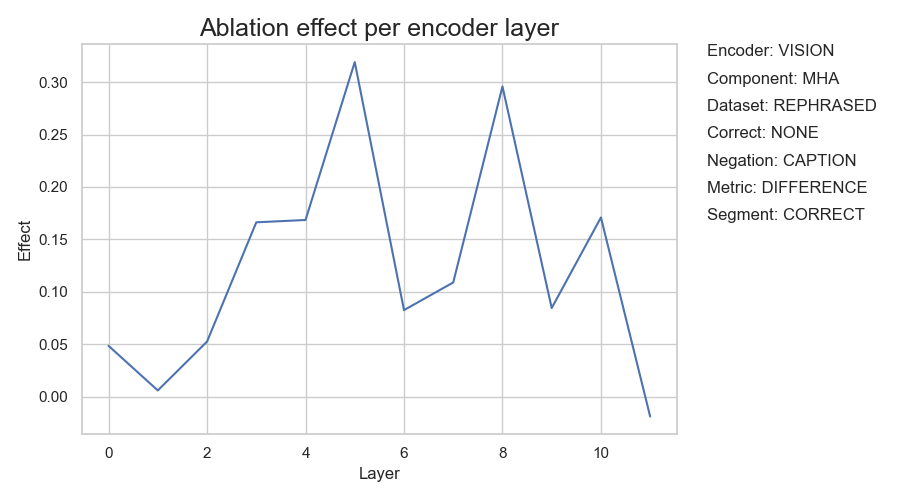 Ablation effect per encoder layer
Encoder: VISION
Component: MHA
Dataset: REPHRASED
Correct: NONE
Negation: CAPTION
Metric: DIFFERENCE
Segment: CORRECT
Effect
0.30
0.25
0.20
0.15
0.10
0.05
0.00
0 2 4 6 8 10
Layer